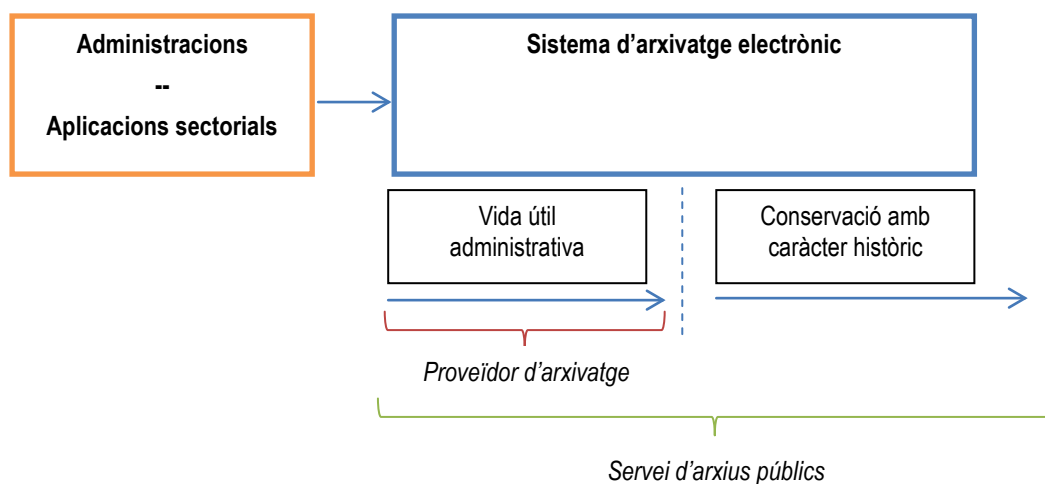 Administracions
--
Aplicacions sectorials
Sistema d’arxivatge electrònic
Vida útil
administrativa
Conservació amb
caràcter històric
Proveïdor d’arxivatge
Servei d’arxius públics